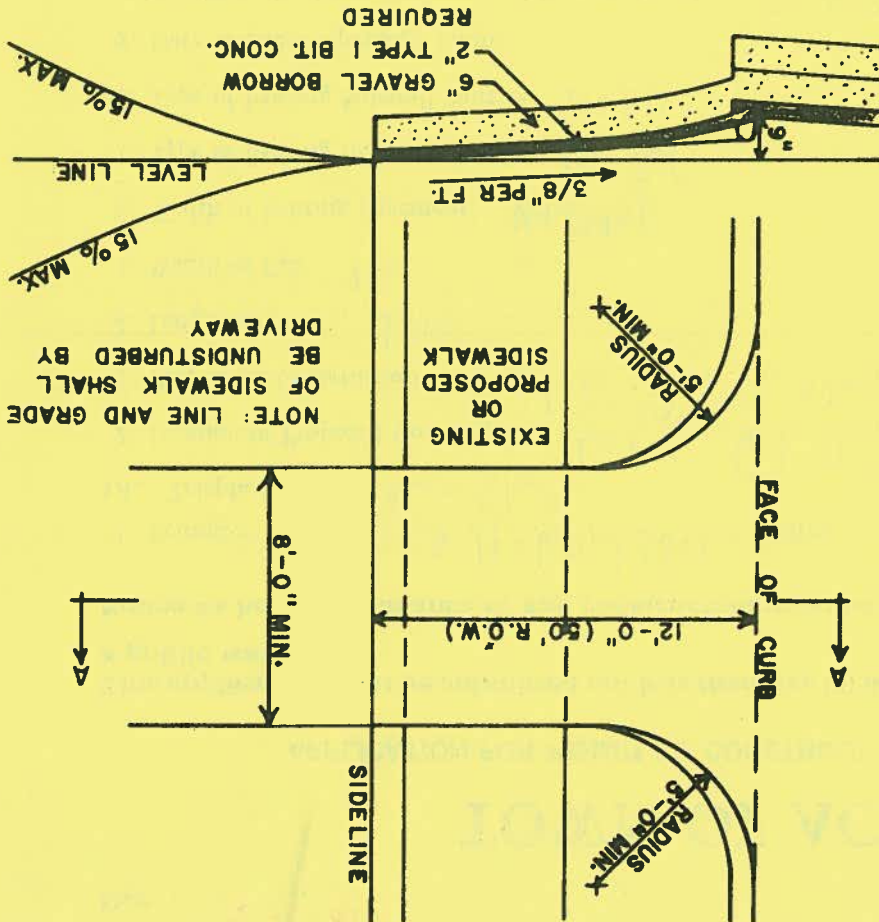 RADIUS
5'-0" MIN.
SIDELINE
A
12'-0" (50' R.O.W.)
8'-0" MIN.
A
FACE OF CURB
RADIUS
5'-0" MIN.
EXISTING
OR
PROPOSED
SIDEWALK
NOTE: LINE AND GRADE
OF SIDEWALK SHALL
BE UNDISTURBED BY
DRIVEWAY
3/8" PER FT.
15% MAX.
LEVEL LINE
6"
15% MAX.
6" GRAVEL BORROW
2" TYPE I BIT. CONC.
REQUIRED